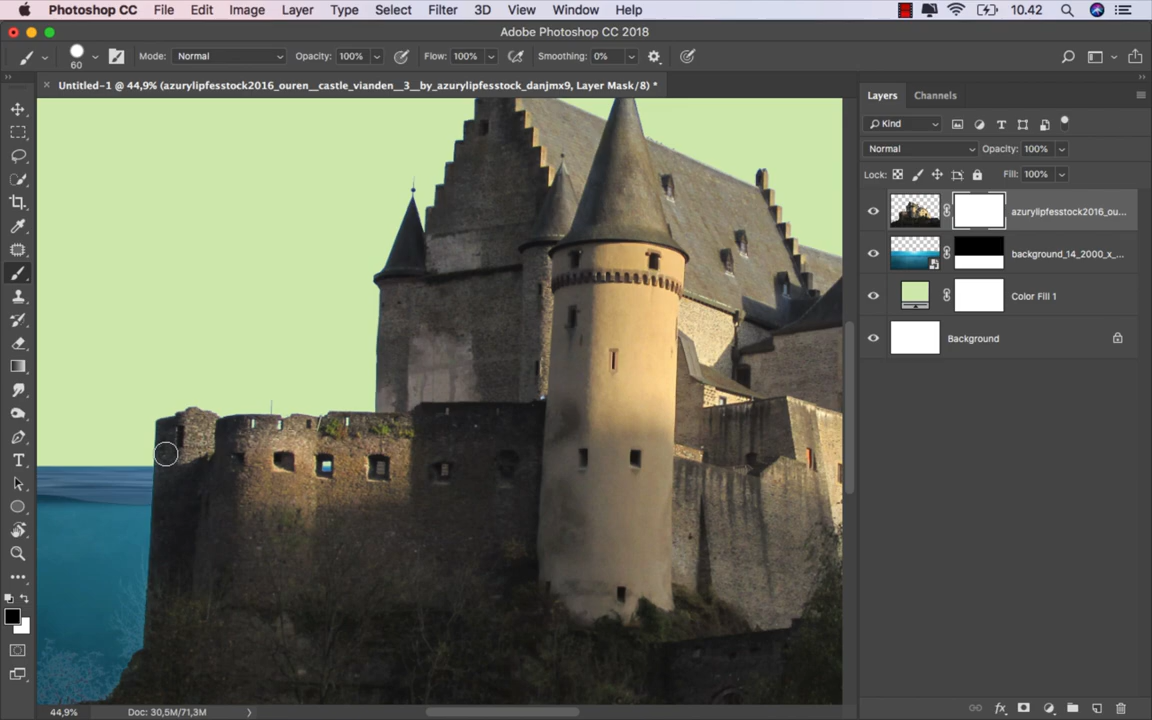 Photoshop CC File Edit Image Layer Type Select Filter 3D View Window Help 10.42
Adobe Photoshop CC 2018
60 Mode: Normal Opacity: 100% Flow: 100% Smoothing: 0%
Untitled-1 @ 44,9% (azurylipfesstock2016_ouren__castle_vianden__3__by_azurylipfesstock_danjmx9, Layer Mask/8) *
Layers Channels
Kind
Normal Opacity: 100%
Lock: Fill: 100%
azurylipfesstock2016_ou...
background_14_2000_x_...
Color Fill 1
Background
44,9% Doc: 30,5M/71,3M